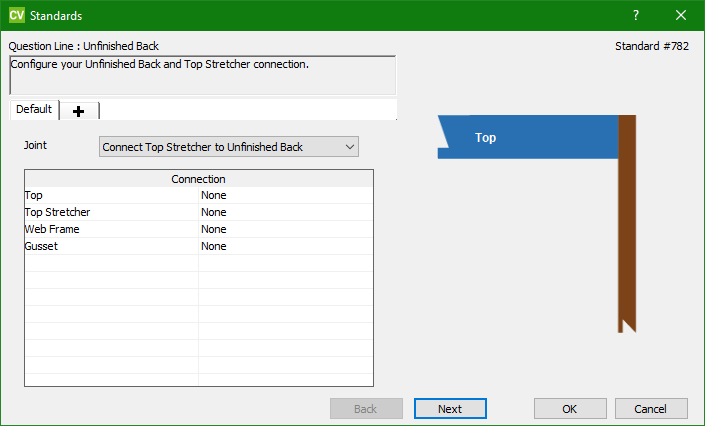 CV Standards ? ✕
Question Line : Unfinished Back Standard #782
Configure your Unfinished Back and Top Stretcher connection.
Default +
Joint Connect Top Stretcher to Unfinished Back
Connection
Top None
Top Stretcher None
Web Frame None
Gusset None
Top
Back Next OK Cancel